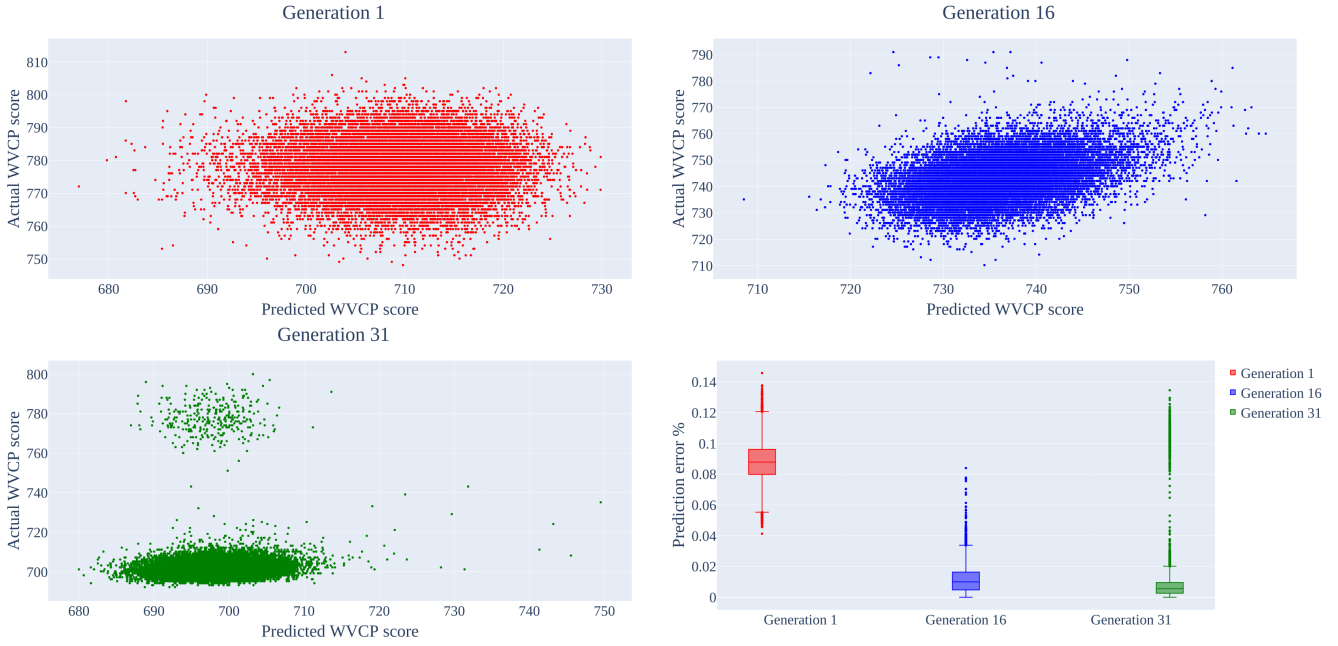 Generation 1
Actual WVCP score
810
800
790
780
770
760
750
680 690 700 710 720 730
Predicted WVCP score
Generation 16
Actual WVCP score
790
780
770
760
750
740
730
720
710
710 720 730 740 750 760
Predicted WVCP score
Generation 31
Actual WVCP score
800
780
760
740
720
700
680 690 700 710 720 730 740 750
Predicted WVCP score
Prediction error %
0.14
0.12
0.1
0.08
0.06
0.04
0.02
0
Generation 1 Generation 16 Generation 31
Generation 1
Generation 16
Generation 31